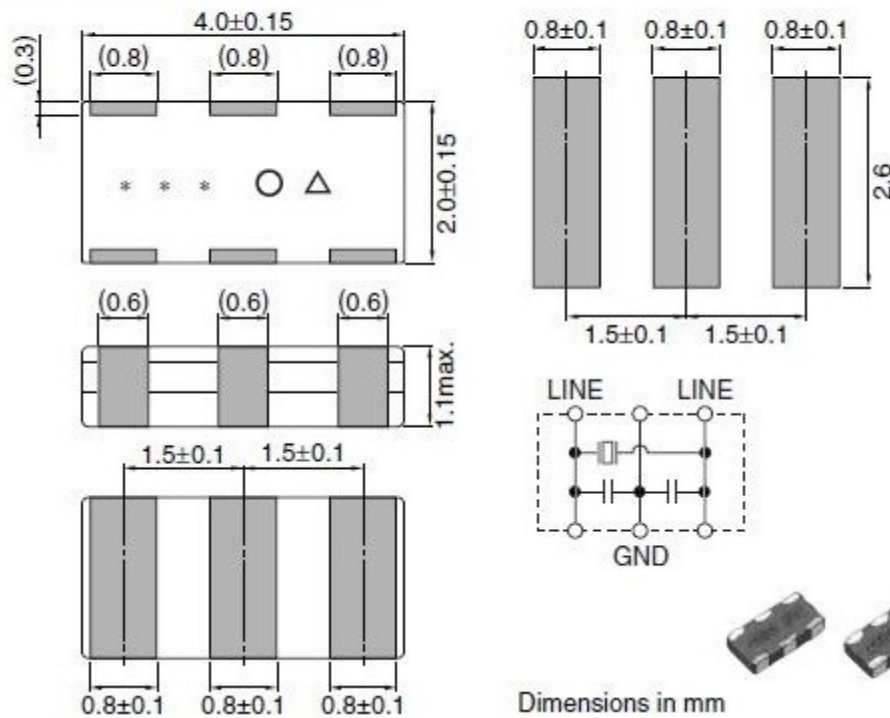 4.0±0.15
(0.3)
(0.8) (0.8) (0.8)
2.0±0.15
* * * ○ △
(0.6) (0.6) (0.6)
1.1max.
1.5±0.1 1.5±0.1
0.8±0.1 0.8±0.1 0.8±0.1
0.8±0.1 0.8±0.1 0.8±0.1
2.6
1.5±0.1 1.5±0.1
LINE LINE
GND
Dimensions in mm